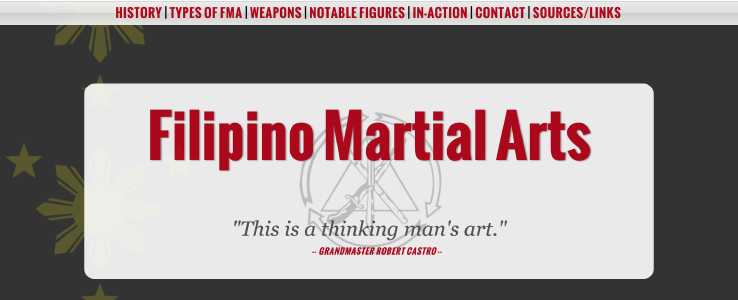 HISTORY | TYPES OF FMA | WEAPONS | NOTABLE FIGURES | IN-ACTION | CONTACT | SOURCES/LINKS
Filipino Martial Arts
"This is a thinking man's art."
-- GRANDMASTER ROBERT CASTRO --